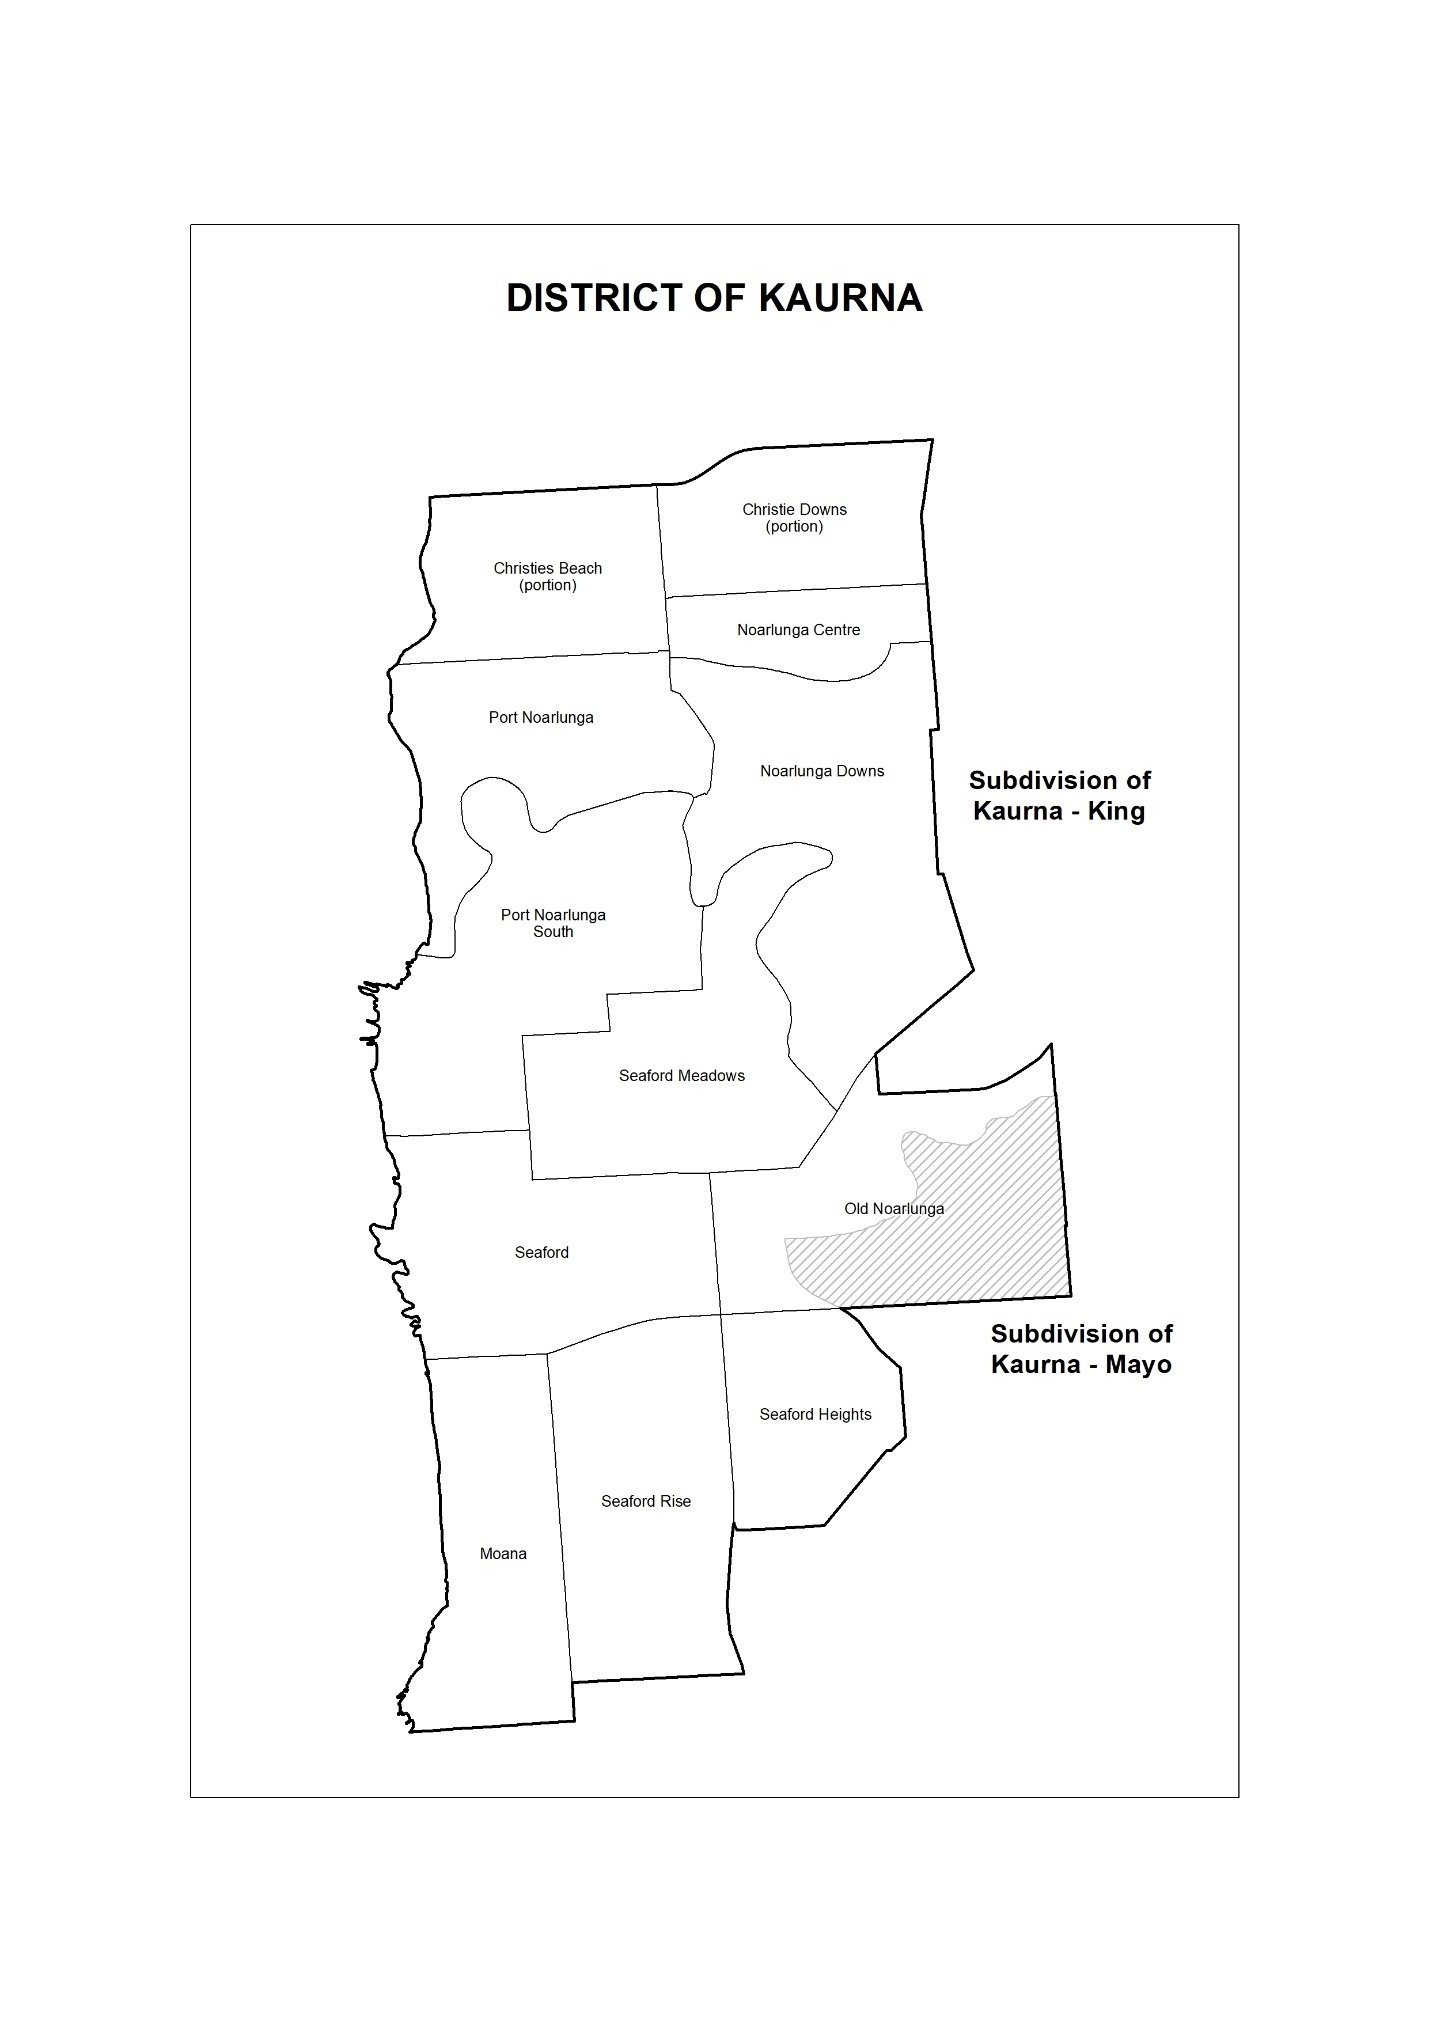 DISTRICT OF KAURNA
Christie Downs
(portion)
Christies Beach
(portion)
Noarlunga Centre
Port Noarlunga
Noarlunga Downs
Subdivision of
Kaurna - King
Port Noarlunga
South
Seaford Meadows
Old Noarlunga
Seaford
Subdivision of
Kaurna - Mayo
Seaford Heights
Seaford Rise
Moana